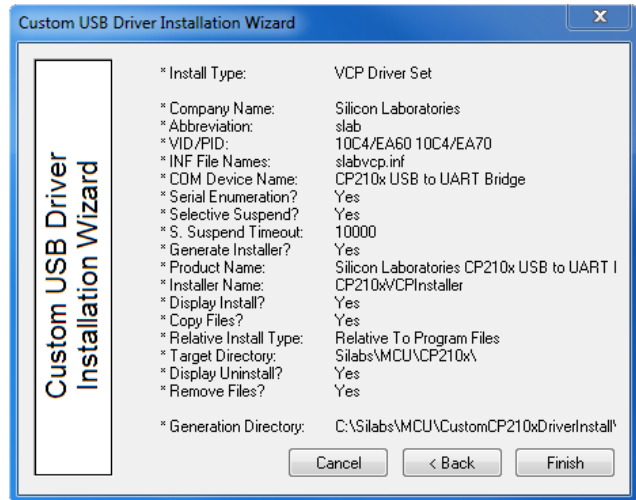 Custom USB Driver Installation Wizard
Custom USB Driver
Installation Wizard
* Install Type: VCP Driver Set
* Company Name: Silicon Laboratories
* Abbreviation: slab
* VID/PID: 10C4/EA60 10C4/EA70
* INF File Names: slabvcp.inf
* COM Device Name: CP210x USB to UART Bridge
* Serial Enumeration? Yes
* Selective Suspend? Yes
* S. Suspend Timeout: 10000
* Generate Installer? Yes
* Product Name: Silicon Laboratories CP210x USB to UART
* Installer Name: CP210xVCPInstaller
* Display Install? Yes
* Copy Files? Yes
* Relative Install Type: Relative To Program Files
* Target Directory: Silabs\MCU\CP210x\
* Display Uninstall? Yes
* Remove Files? Yes
* Generation Directory: C:\Silabs\MCU\CustomCP210xDriverInstall\
Cancel < Back Finish